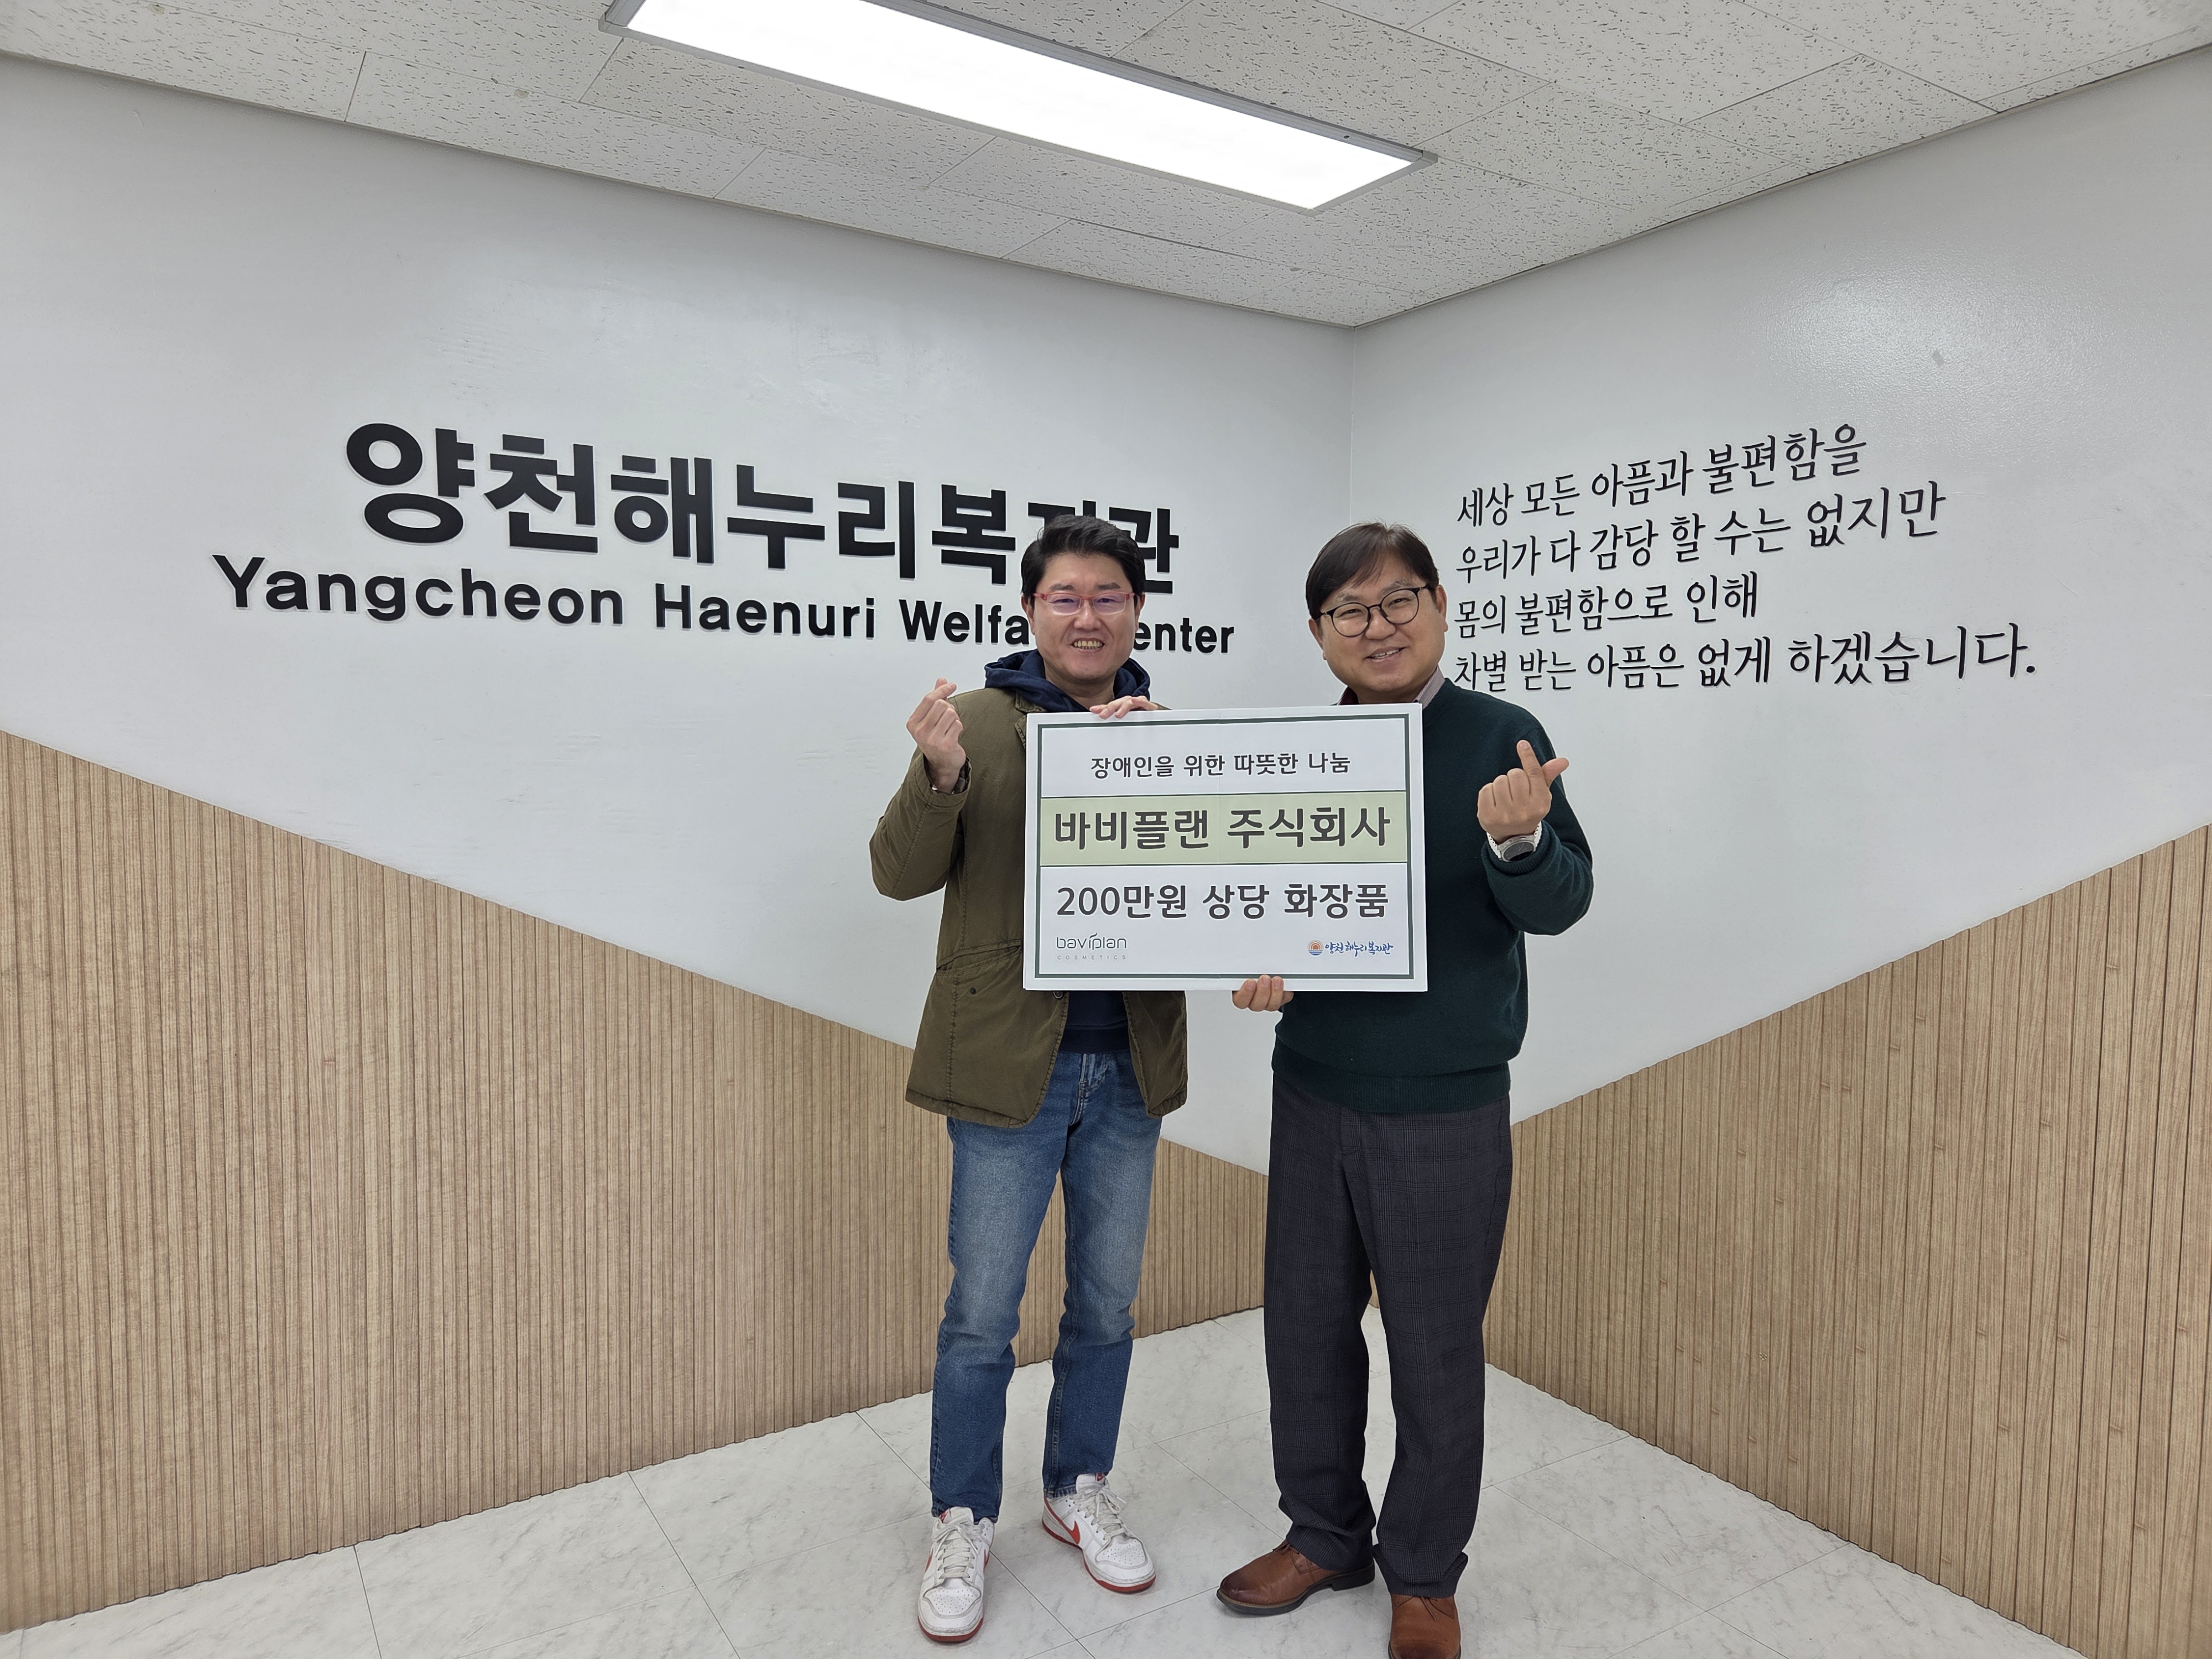 양천해누리복지관
Yangcheon Haenuri Welfa enter
세상 모든 아픔과 불편함을
우리가 다 감당 할 수는 없지만
몸의 불편함으로 인해
차별 받는 아픔은 없게 하겠습니다.
장애인을 위한 따뜻한 나눔
바비플랜 주식회사
200만원 상당 화장품
baviplan
COSMETICS
양천해누리복지관